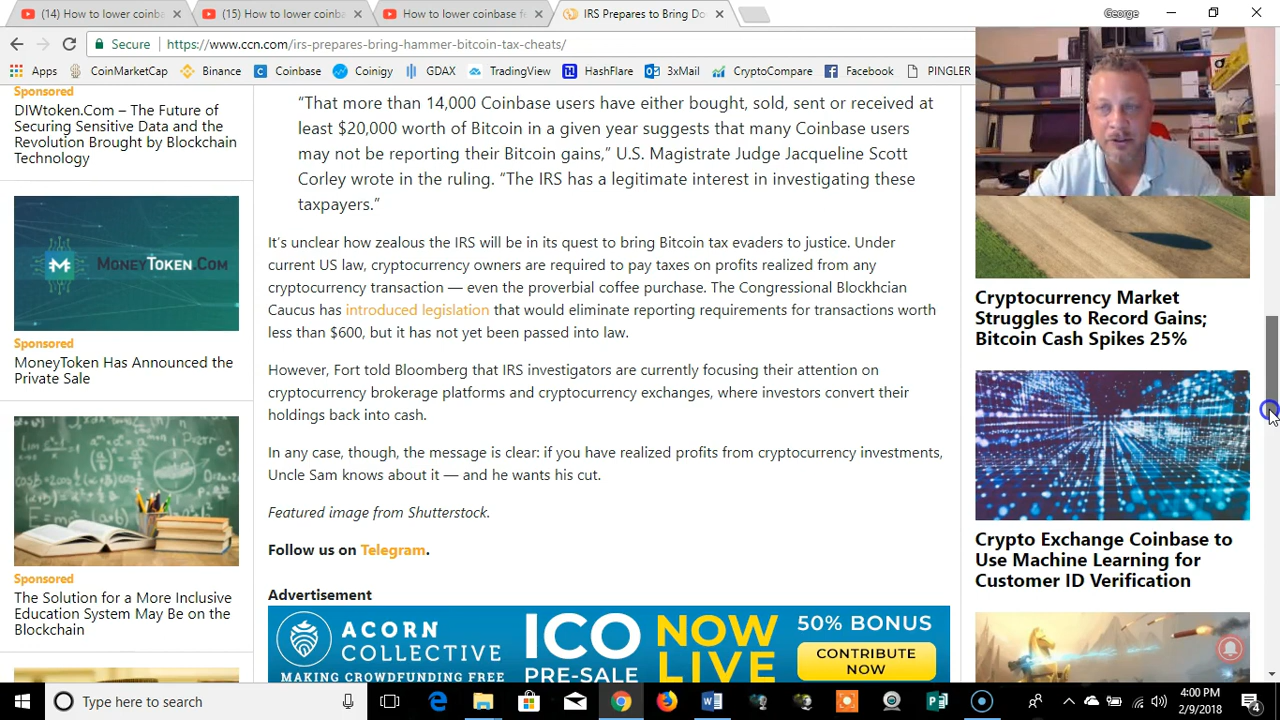 (14) How to lower coinba
(15) How to lower coinba
How to lower coinbase fe
IRS Prepares to Bring Do
George
Secure
https://www.ccn.com/irs-prepares-bring-hammer-bitcoin-tax-cheats/
Apps
CoinMarketCap
Binance
Coinbase
Coinigy
GDAX
TradingView
HashFlare
3xMail
CryptoCompare
Facebook
PINGLER
Sponsored
DIWtoken.Com – The Future of
Securing Sensitive Data and the
Revolution Brought by Blockchain
Technology
MONEYTOKEN.COM
Sponsored
MoneyToken Has Announced the
Private Sale
Sponsored
The Solution for a More Inclusive
Education System May Be on the
Blockchain
“That more than 14,000 Coinbase users have either bought, sold, sent or received at
least $20,000 worth of Bitcoin in a given year suggests that many Coinbase users
may not be reporting their Bitcoin gains,” U.S. Magistrate Judge Jacqueline Scott
Corley wrote in the ruling. “The IRS has a legitimate interest in investigating these
taxpayers.”
It’s unclear how zealous the IRS will be in its quest to bring Bitcoin tax evaders to justice. Under
current US law, cryptocurrency owners are required to pay taxes on profits realized from any
cryptocurrency transaction — even the proverbial coffee purchase. The Congressional Blockhcian
Caucus has introduced legislation that would eliminate reporting requirements for transactions worth
less than $600, but it has not yet been passed into law.
However, Fort told Bloomberg that IRS investigators are currently focusing their attention on
cryptocurrency brokerage platforms and cryptocurrency exchanges, where investors convert their
holdings back into cash.
In any case, though, the message is clear: if you have realized profits from cryptocurrency investments,
Uncle Sam knows about it — and he wants his cut.
Featured image from Shutterstock.
Follow us on Telegram.
Advertisement
ACORN
COLLECTIVE
MAKING CROWDFUNDING FREE
ICO
PRE-SALE
NOW
LIVE
50% BONUS
CONTRIBUTE
NOW
Cryptocurrency Market
Struggles to Record Gains;
Bitcoin Cash Spikes 25%
Crypto Exchange Coinbase to
Use Machine Learning for
Customer ID Verification
Type here to search
4:00 PM
2/9/2018
4